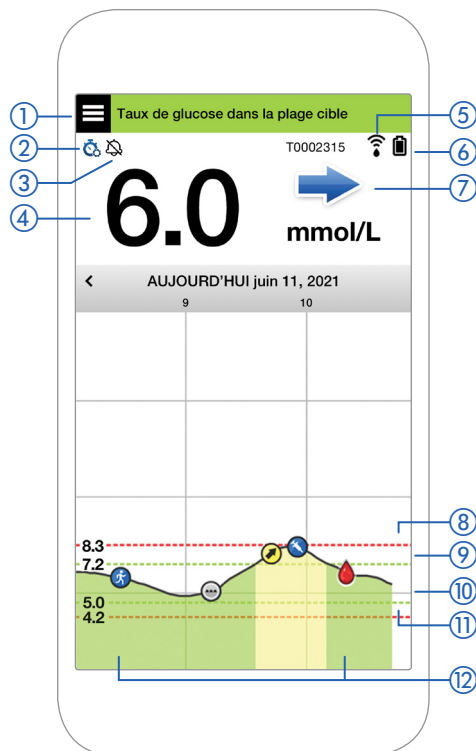 ① Taux de glucose dans la plage cible ⑤
② T0002315 ⑥
③
④ 6.0 mmol/L ⑦
AUJOURD'HUI juin 11, 2021
9 10
8.3 ⑧
7.2 ⑨
5.0 ⑩
4.2 ⑪
⑫